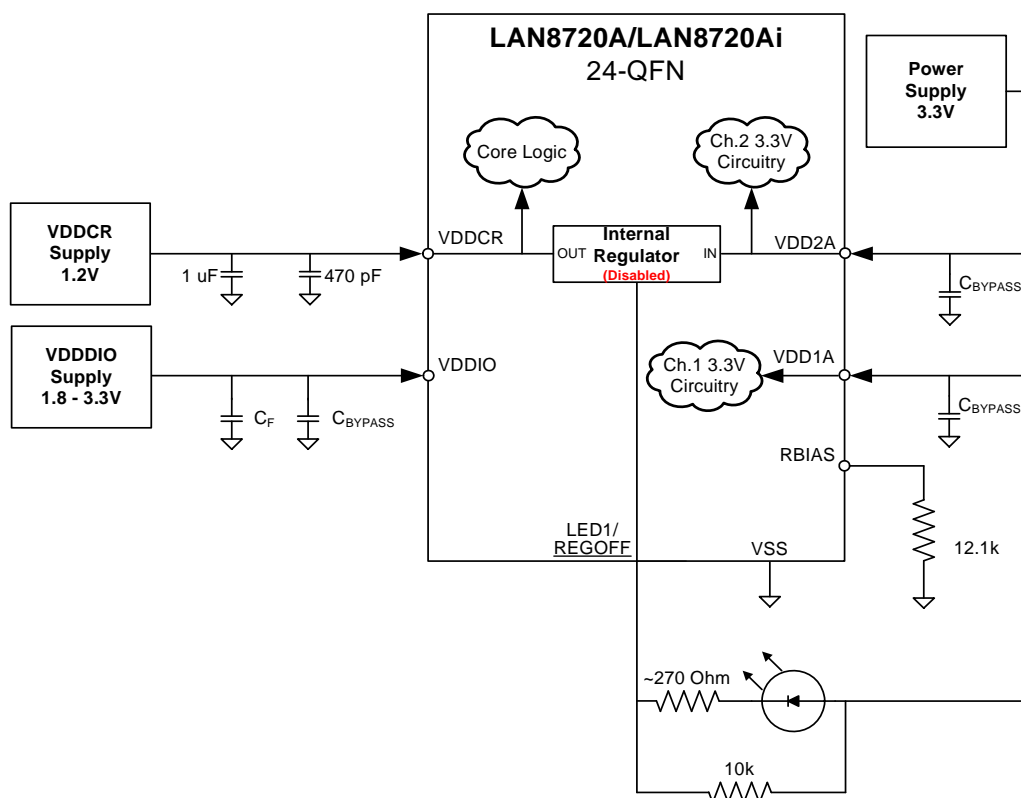 LAN8720A/LAN8720Ai
24-QFN
Power
Supply
3.3V
Core Logic
Ch.2 3.3V
Circuitry
VDDCR
Supply
1.2V
VDDCR
OUT
Internal
Regulator
(Disabled)
IN
VDD2A
1 uF
470 pF
CBYPASS
VDDDIO
Supply
1.8 - 3.3V
VDDIO
Ch.1 3.3V
Circuitry
VDD1A
CF
CBYPASS
CBYPASS
RBIAS
12.1k
LED1/
REGOFF
VSS
~270 Ohm
10k